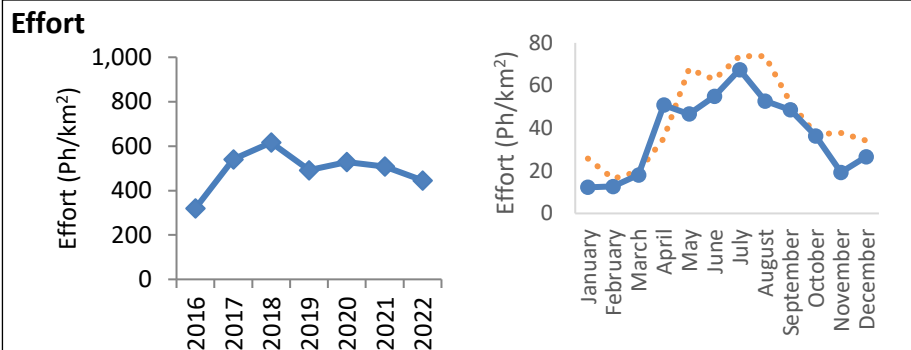 Effort
Effort (Ph/km²)
1,000
800
600
400
200
0
2016
2017
2018
2019
2020
2021
2022
Effort (Ph/km²)
80
60
40
20
0
January
February
March
April
May
June
July
August
September
October
November
December